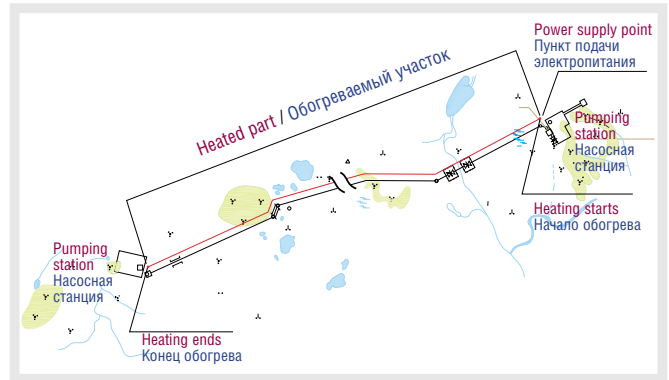 Power supply point
Пункт подачи
электропитания
Heated part / Обогреваемый участок
Pumping
station
Насосная
станция
Heating starts
Начало обогрева
Pumping
station
Насосная
станция
Heating ends
Конец обогрева